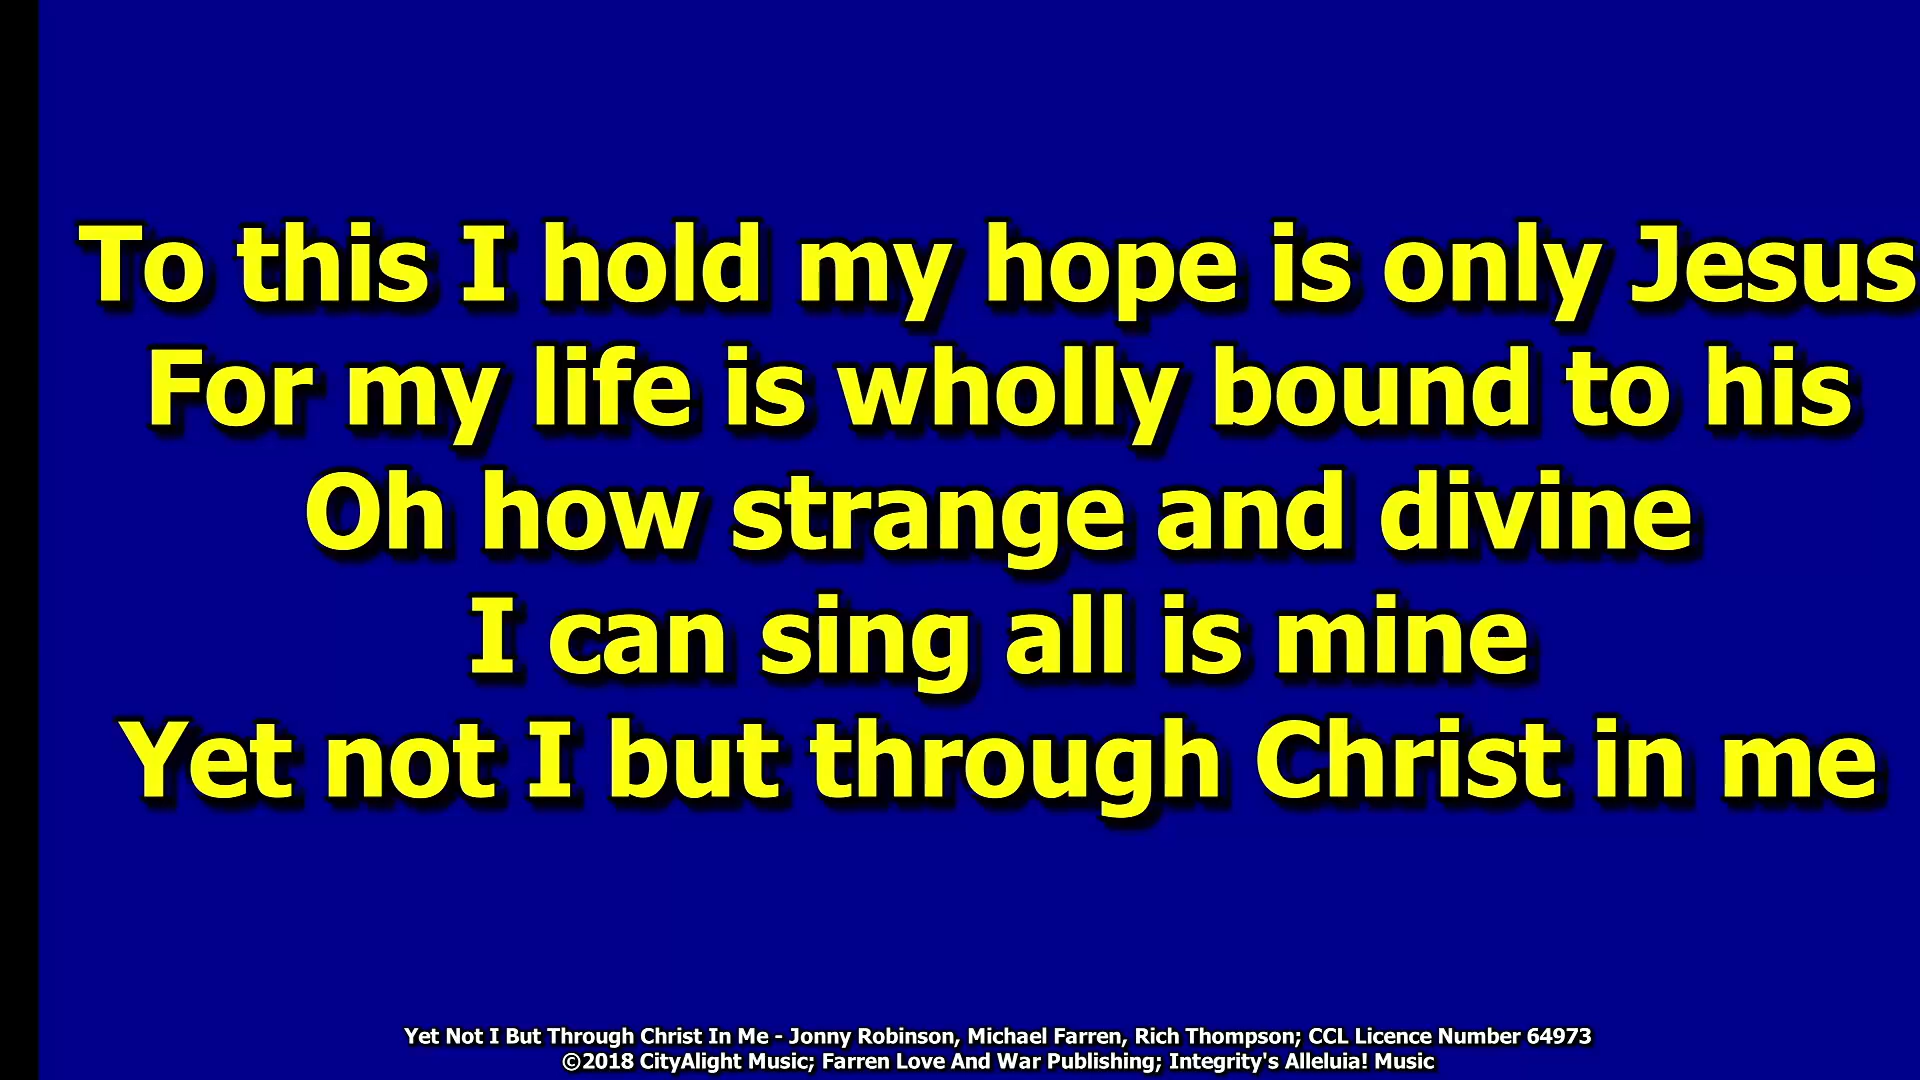 To this I hold my hope is only Jesus
For my life is wholly bound to his
Oh how strange and divine
I can sing all is mine
Yet not I but through Christ in me
Yet Not I But Through Christ In Me - Jonny Robinson, Michael Farren, Rich Thompson; CCL Licence Number 64973
©2018 CityAlight Music; Farren Love And War Publishing; Integrity's Alleluia! Music